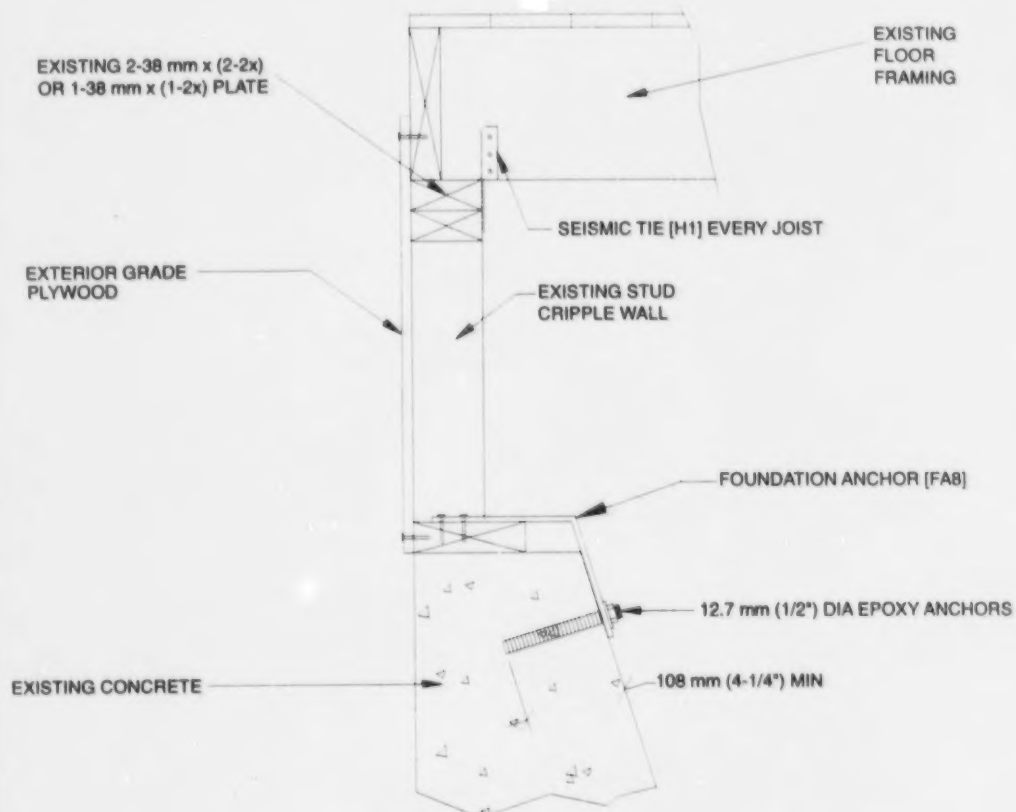 EXISTING
FLOOR
FRAMING
EXISTING 2-38 mm x (2-2x)
OR 1-38 mm x (1-2x) PLATE
SEISMIC TIE [H1] EVERY JOIST
EXTERIOR GRADE
PLYWOOD
EXISTING STUD
CRIPPLE WALL
FOUNDATION ANCHOR [FA8]
12.7 mm (1/2") DIA EPOXY ANCHORS
EXISTING CONCRETE
108 mm (4-1/4") MIN